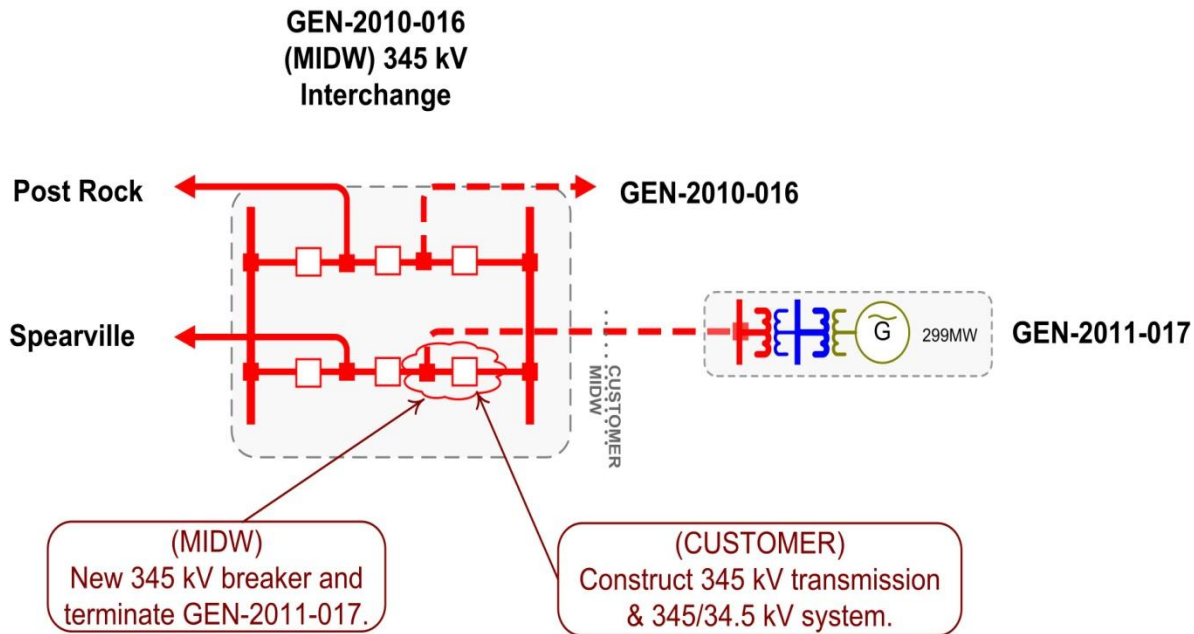 GEN-2010-016
(MIDW) 345 kV
Interchange
Post Rock
GEN-2010-016
Spearville
G
299MW
GEN-2011-017
CUSTOMER
MIDW
(MIDW)
New 345 kV breaker and
terminate GEN-2011-017.
(CUSTOMER)
Construct 345 kV transmission
& 345/34.5 kV system.